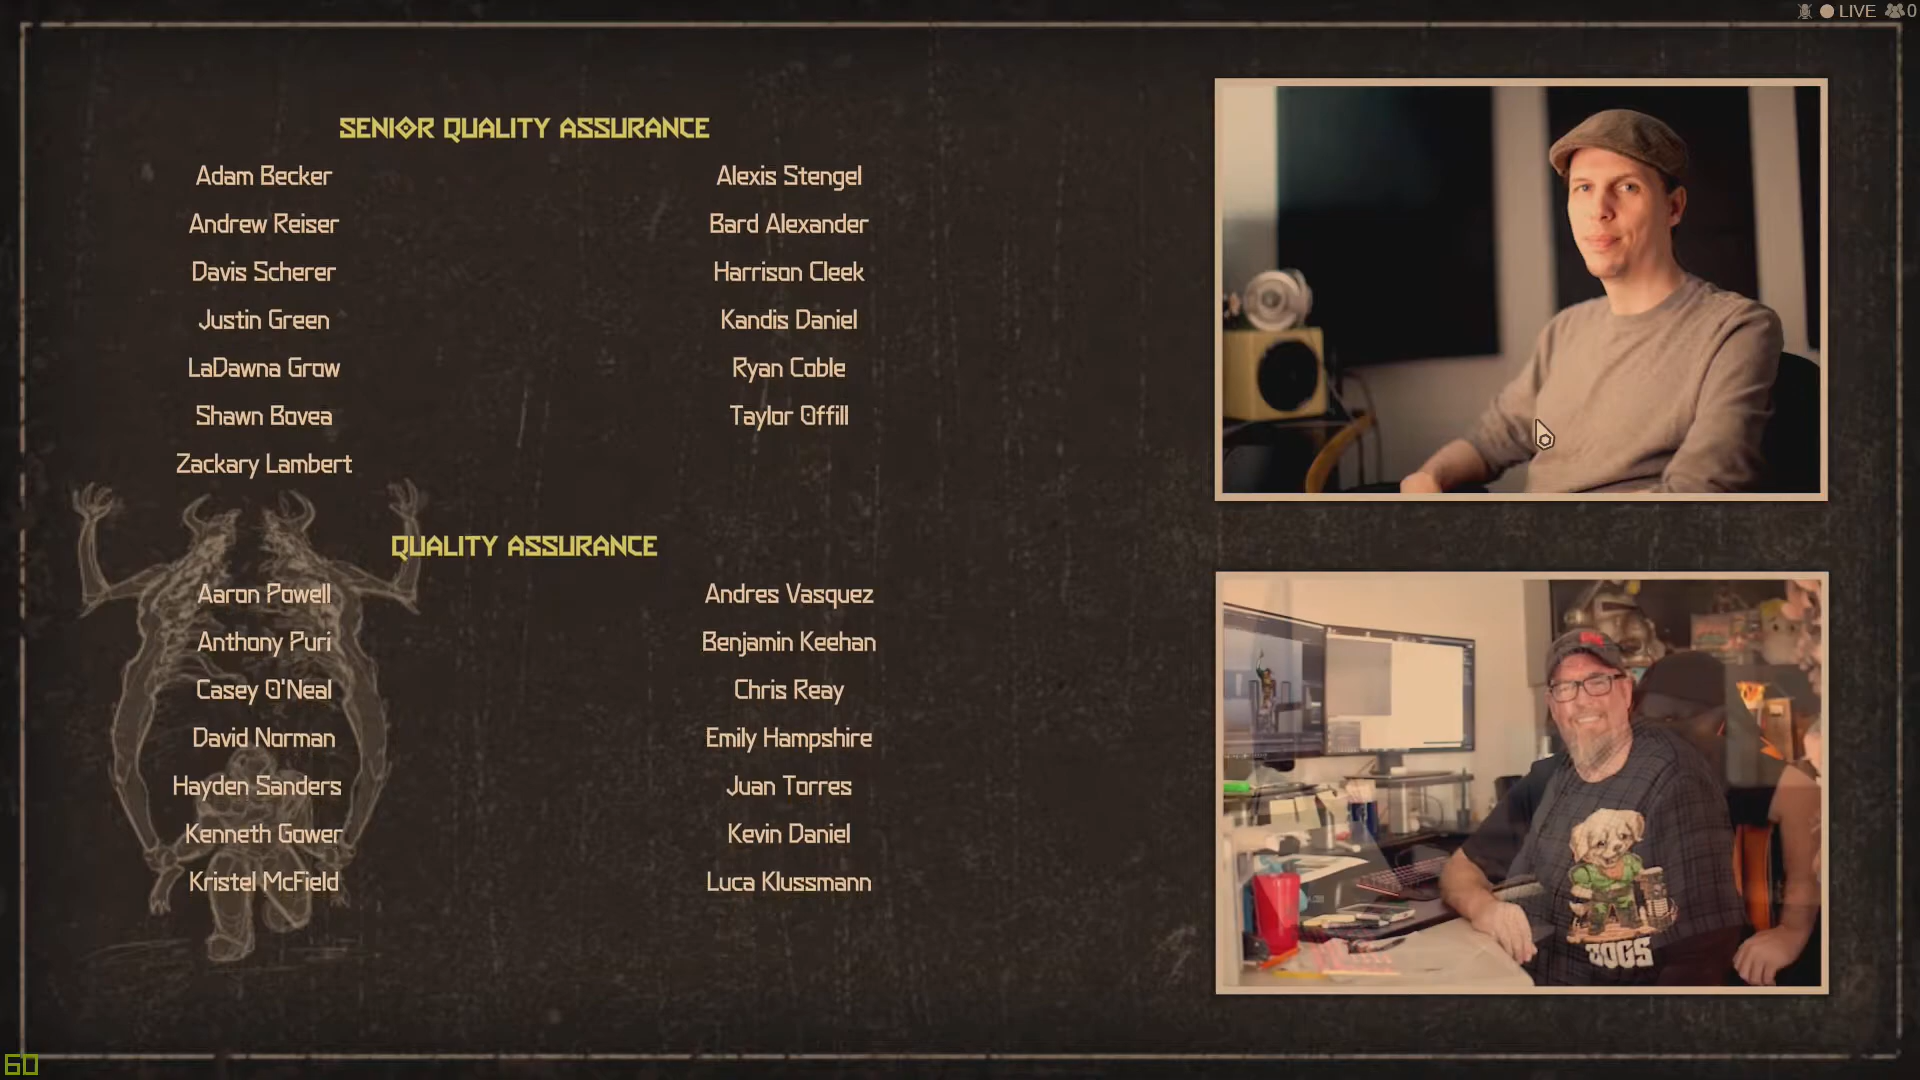 LIVE 0
SENIOR QUALITY ASSURANCE
Adam Becker
Alexis Stengel
Andrew Reiser
Bard Alexander
Davis Scherer
Harrison Cleek
Justin Green
Kandis Daniel
LaDawna Grow
Ryan Coble
Shawn Bovea
Taylor Offill
Zackary Lambert
QUALITY ASSURANCE
Aaron Powell
Andres Vasquez
Anthony Puri
Benjamin Keehan
Casey O'Neal
Chris Reay
David Norman
Emily Hampshire
Hayden Sanders
Juan Torres
Kenneth Gower
Kevin Daniel
Kristel McField
Luca Klussmann
60